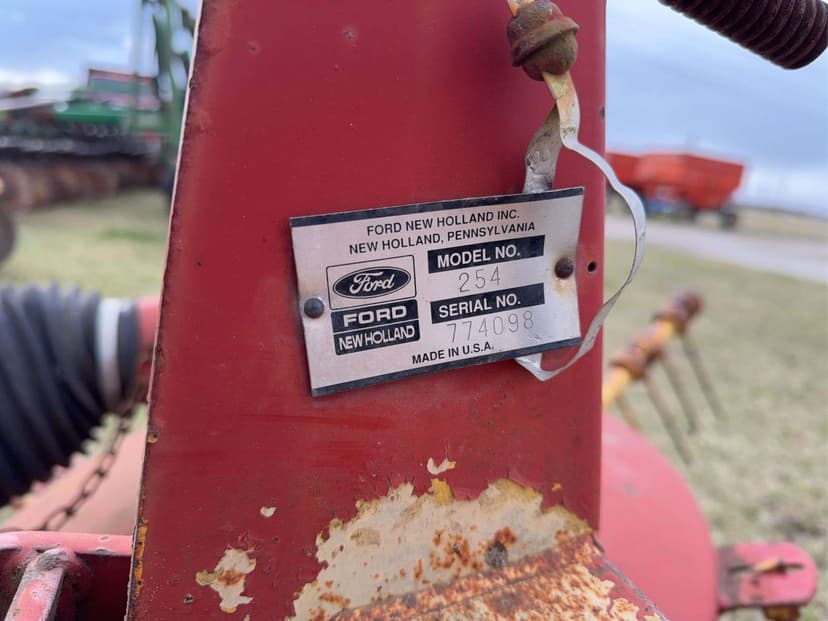 FORD NEW HOLLAND INC.
NEW HOLLAND, PENNSYLVANIA
MODEL NO.
254
Ford
FORD
NEW HOLLAND
SERIAL NO.
774098
MADE IN U.S.A.